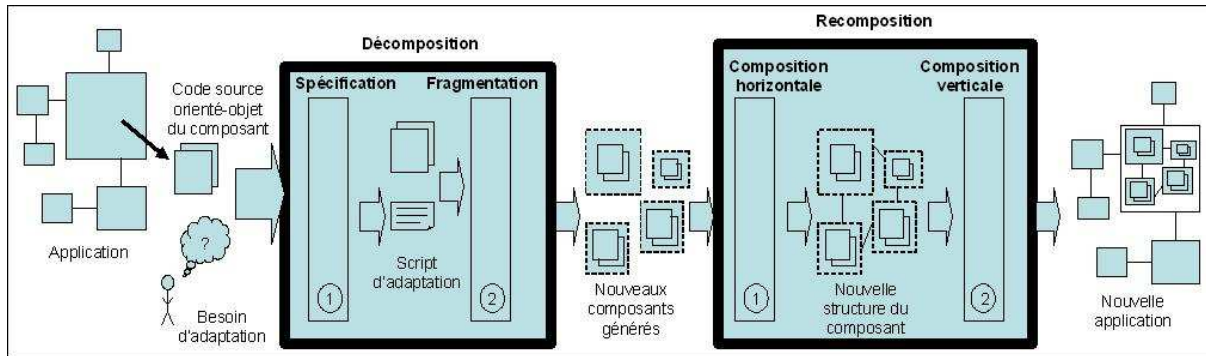 Recomposition
Décomposition
Spécification
Fragmentation
Composition
horizontale
Composition
verticale
Code source
orienté-objet
du composant
Application
?
Besoin
d'adaptation
1
Script
d'adaptation
2
Nouveaux
composants
générés
1
Nouvelle
structure du
composant
2
Nouvelle
application